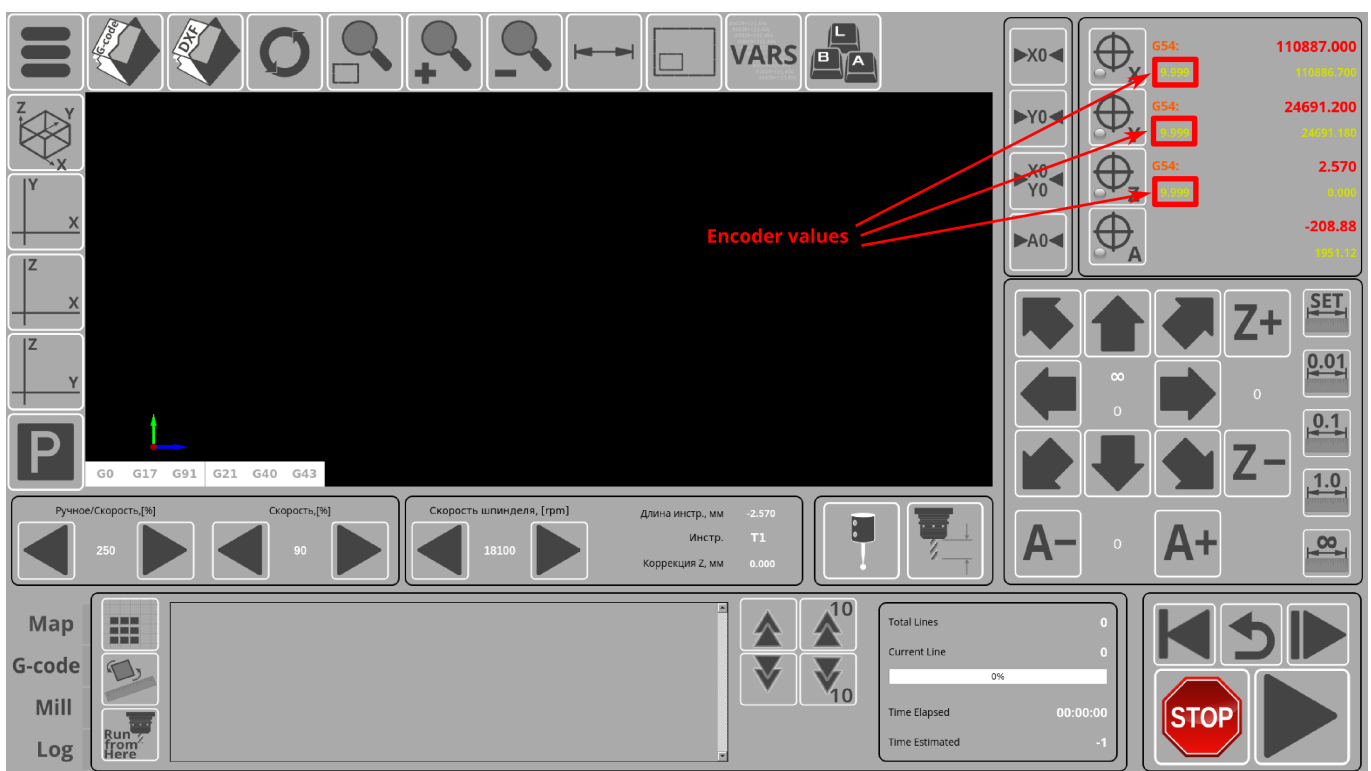 G-code
DXF
VARS
L
B A
X0
G54: 110887.000
9.999 110886.700
X
Y0
G54: 24691.200
9.999 24691.180
Y
X0
Y0
G54: 2.570
9.999 0.000
Z
A0
-208.88
1951.12
A
Encoder values
Z Y
X
Y
X
Z
X
Z
Y
P
G0 G17 G91 G21 G40 G43
Z+
SET
∞
0
0
0.01
0.1
Z-
1.0
A-
0
A+
∞
Ручное/Скорость,[%]
250
Скорость,[%]
90
Скорость шпинделя, [rpm]
18100
Длина инстр., мм -2.570
Инстр. T1
Коррекция Z, мм 0.000
Map
G-code
Mill
Log
Run
from
Here
10
10
Total Lines 0
Current Line 0
0%
Time Elapsed 00:00:00
Time Estimated -1
STOP